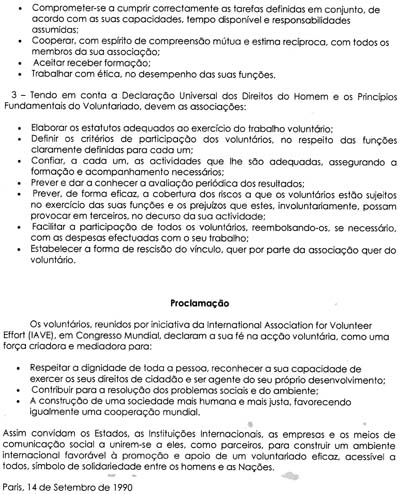 • Comprometer-se a cumprir correctamente as tarefas definidas em conjunto, de
acordo com as suas capacidades, tempo disponível e responsabilidades
assumidas;
• Cooperar, com espírito de compreensão mútua e estima recíproca, com todos os
membros da sua associação;
• Aceitar receber formação;
• Trabalhar com ética, no desempenho das suas funções.
3 – Tendo em conta a Declaração Universal dos Direitos do Homem e os Princípios
Fundamentais do Voluntariado, devem as associações:
• Elaborar os estatutos adequados ao exercício do trabalho voluntário;
• Definir os critérios de participação dos voluntários, no respeito das funções
claramente definidas para cada um;
• Confiar, a cada um, as actividades que lhe são adequadas, assegurando a
formação e acompanhamento necessários;
• Prever e dar a conhecer a avaliação periódica dos resultados;
• Prever, de forma eficaz, a cobertura dos riscos a que os voluntários estão sujeitos
no exercício das suas funções e os prejuízos que estes, involuntariamente, possam
provocar em terceiros, no decurso da sua actividade;
• Facilitar a participação de todos os voluntários, reembolsando-os, se necessário,
com as despesas efectuadas com o seu trabalho;
• Estabelecer a forma de rescisão do vínculo, quer por parte da associação quer do
voluntário.
Proclamação
Os voluntários, reunidos por iniciativa da International Association for Volunteer
Effort (IAVE), em Congresso Mundial, declaram a sua fé na acção voluntária, como uma
força criadora e mediadora para:
• Respeitar a dignidade de toda a pessoa, reconhecer a sua capacidade de
exercer os seus direitos de cidadão e ser agente do seu próprio desenvolvimento;
• Contribuir para a resolução dos problemas sociais e do ambiente;
• A construção de uma sociedade mais humana e mais justa, favorecendo
igualmente uma cooperação mundial.
Assim convidam os Estados, as Instituições Internacionais, as empresas e os meios de
comunicação social a unirem-se a eles, como parceiros, para construir um ambiente
internacional favorável à promoção e apoio de um voluntariado eficaz, acessível a
todos, símbolo de solidariedade entre os homens e as Nações.
Paris, 14 de Setembro de 1990